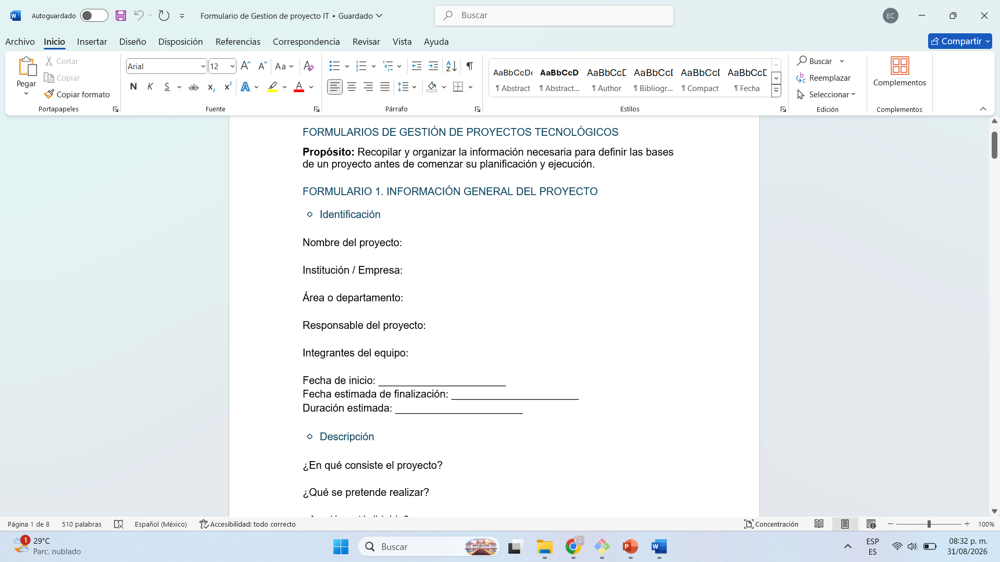 Autoguardado
Formulario de Gestion de proyecto IT • Guardado
Buscar
EC
Archivo Inicio Insertar Diseño Disposición Referencias Correspondencia Revisar Vista Ayuda
Compartir
Pegar
Cortar
Copiar
Copiar formato
Portapapeles
Arial
12
Aa
N K S ab x₂ x²
Fuente
Párrafo
AaBbCcDc AaBbCcD AaBbCcD AaBbCcD AaBbCcD AaBbCcD
¶ Abstract ¶ Abstract... ¶ Author ¶ Bibliogr... ¶ Compact ¶ Fecha
Estilos
Buscar
Reemplazar
Seleccionar
Edición
Complementos
Complementos
FORMULARIOS DE GESTIÓN DE PROYECTOS TECNOLÓGICOS
Propósito: Recopilar y organizar la información necesaria para definir las bases
de un proyecto antes de comenzar su planificación y ejecución.
FORMULARIO 1. INFORMACIÓN GENERAL DEL PROYECTO
Identificación
Nombre del proyecto:
Institución / Empresa:
Área o departamento:
Responsable del proyecto:
Integrantes del equipo:
Fecha de inicio: ______________________
Fecha estimada de finalización: ______________________
Duración estimada: ______________________
Descripción
¿En qué consiste el proyecto?
¿Qué se pretende realizar?
Página 1 de 8
510 palabras
Español (México)
Accesibilidad: todo correcto
Concentración
100%
1
29°C
Parc. nublado
Buscar
ESP
ES
08:32 p. m.
31/08/2026